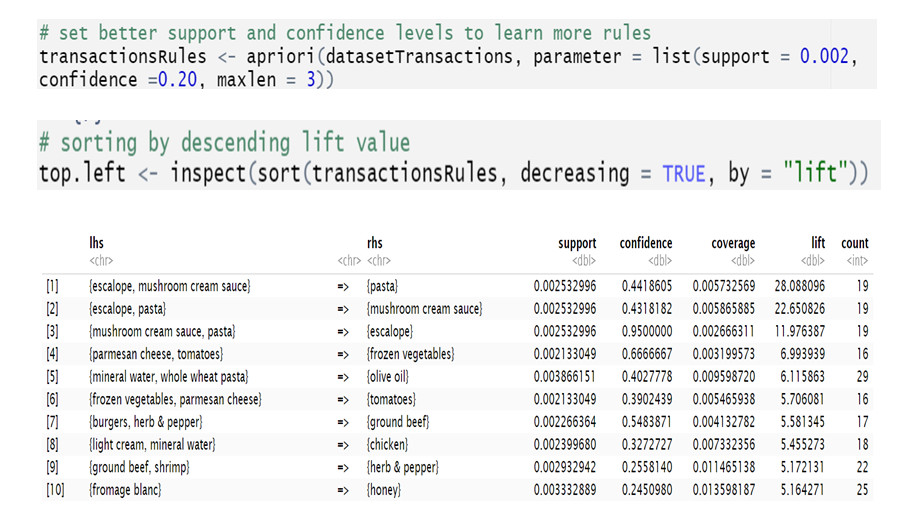 # set better support and confidence levels to learn more rules
transactionsRules <- apriori(datasetTransactions, parameter = list(support = 0.002,
confidence =0.20, maxlen = 3))
# sorting by descending lift value
top.left <- inspect(sort(transactionsRules, decreasing = TRUE, by = "lift"))
lhs rhs support confidence coverage lift count
<chr> <chr> <chr> <dbl> <dbl> <dbl> <dbl> <int>
[1] {escalope, mushroom cream sauce} => {pasta} 0.002532996 0.4418605 0.005732569 28.088096 19
[2] {escalope, pasta} => {mushroom cream sauce} 0.002532996 0.4318182 0.005865885 22.650826 19
[3] {mushroom cream sauce, pasta} => {escalope} 0.002532996 0.9500000 0.002666311 11.976387 19
[4] {parmesan cheese, tomatoes} => {frozen vegetables} 0.002133049 0.6666667 0.003199573 6.993939 16
[5] {mineral water, whole wheat pasta} => {olive oil} 0.003866151 0.4027778 0.009598720 6.115863 29
[6] {frozen vegetables, parmesan cheese} => {tomatoes} 0.002133049 0.3902439 0.005465938 5.706081 16
[7] {burgers, herb & pepper} => {ground beef} 0.002266364 0.5483871 0.004132782 5.581345 17
[8] {light cream, mineral water} => {chicken} 0.002399680 0.3272727 0.007332356 5.455273 18
[9] {ground beef, shrimp} => {herb & pepper} 0.002932942 0.2558140 0.011465138 5.172131 22
[10] {fromage blanc} => {honey} 0.003332889 0.2450980 0.013598187 5.164271 25